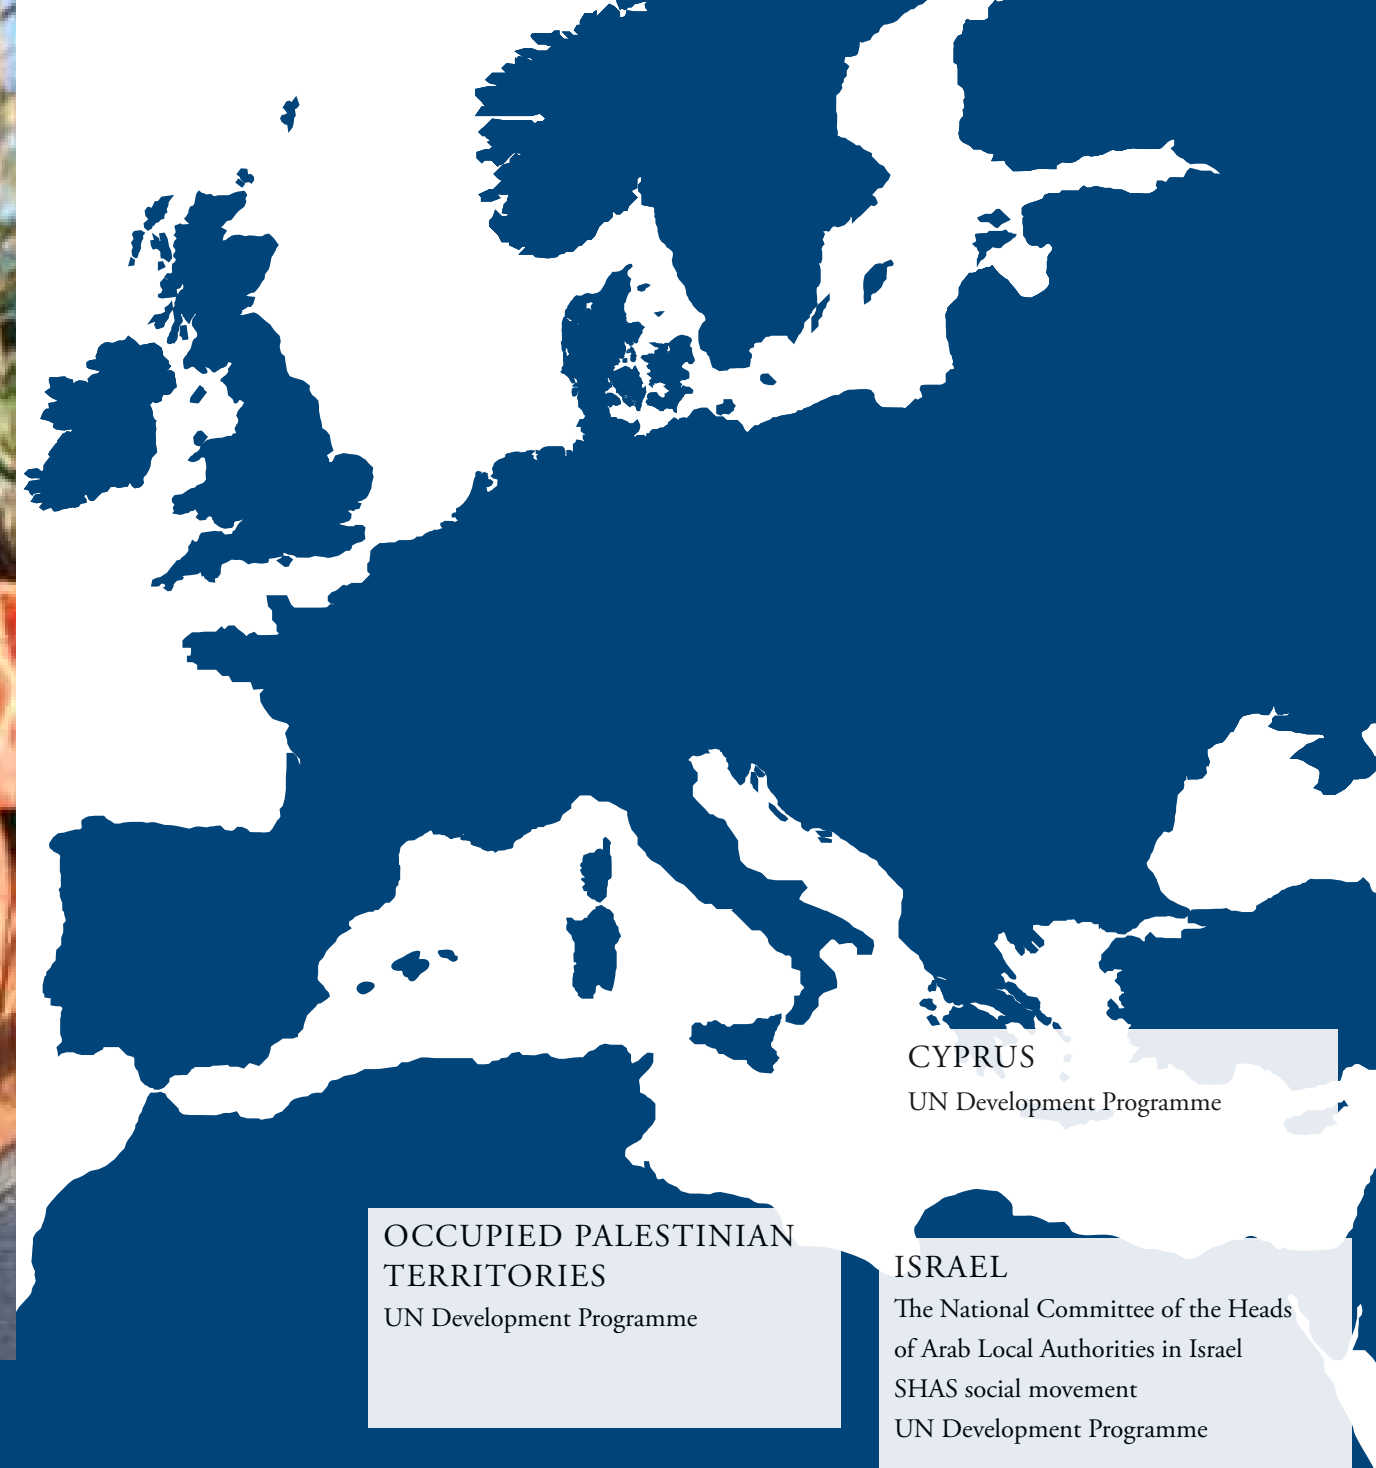 CYPRUS
UN Development Programme
OCCUPIED PALESTINIAN
TERRITORIES
UN Development Programme
ISRAEL
The National Committee of the Heads
of Arab Local Authorities in Israel
SHAS social movement
UN Development Programme